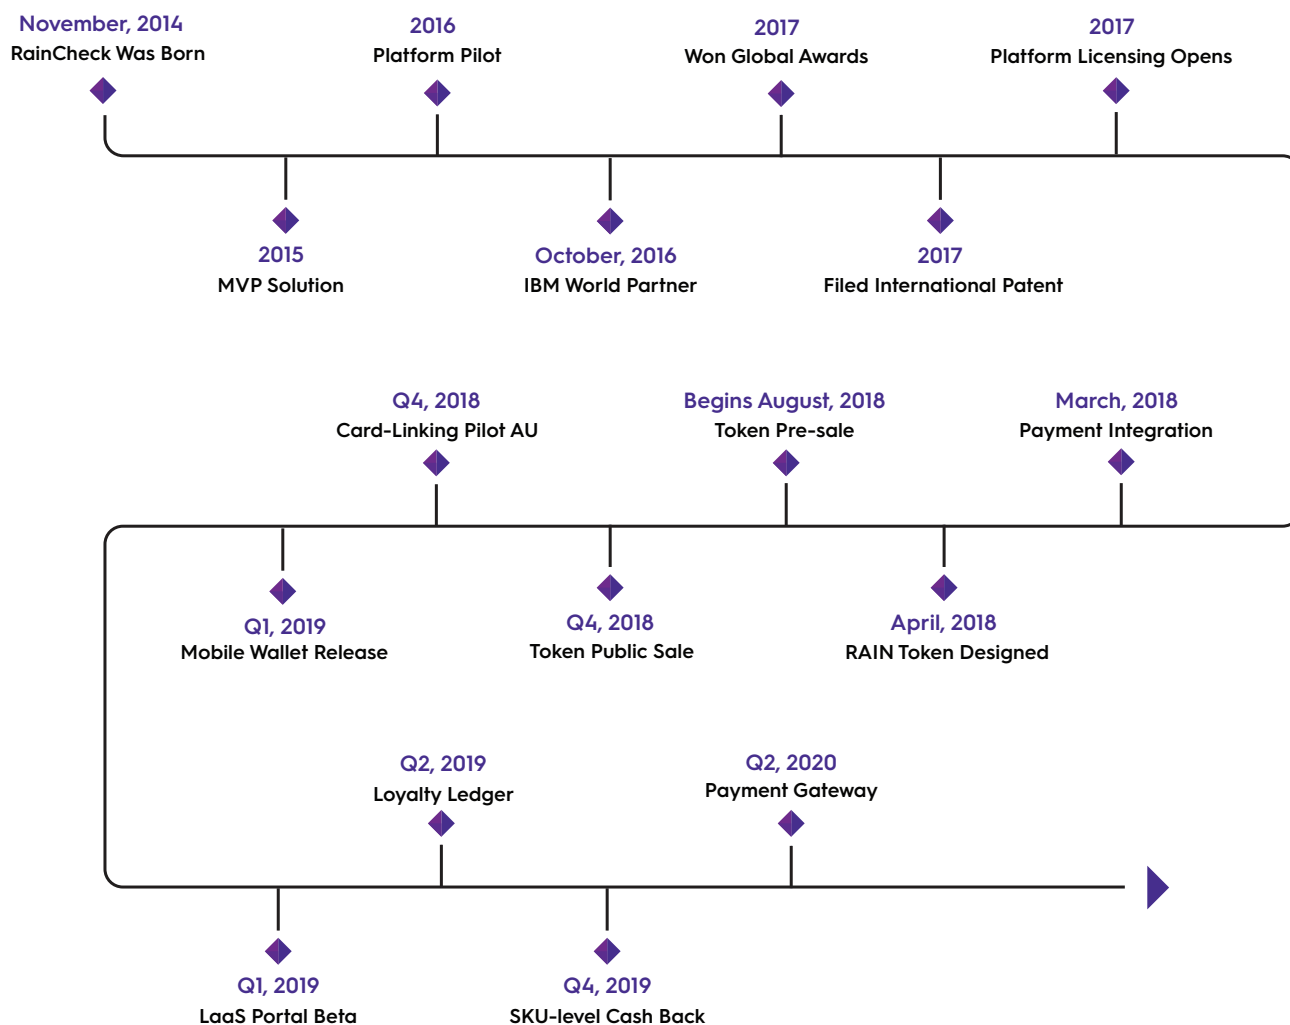 November, 2014
RainCheck Was Born
2016
Platform Pilot
2017
Won Global Awards
2017
Platform Licensing Opens
2015
MVP Solution
October, 2016
IBM World Partner
2017
Filed International Patent
Q4, 2018
Card-Linking Pilot AU
Begins August, 2018
Token Pre-sale
March, 2018
Payment Integration
Q1, 2019
Mobile Wallet Release
Q4, 2018
Token Public Sale
April, 2018
RAIN Token Designed
Q2, 2019
Loyalty Ledger
Q2, 2020
Payment Gateway
Q1, 2019
LaaS Portal Beta
Q4, 2019
SKU-level Cash Back